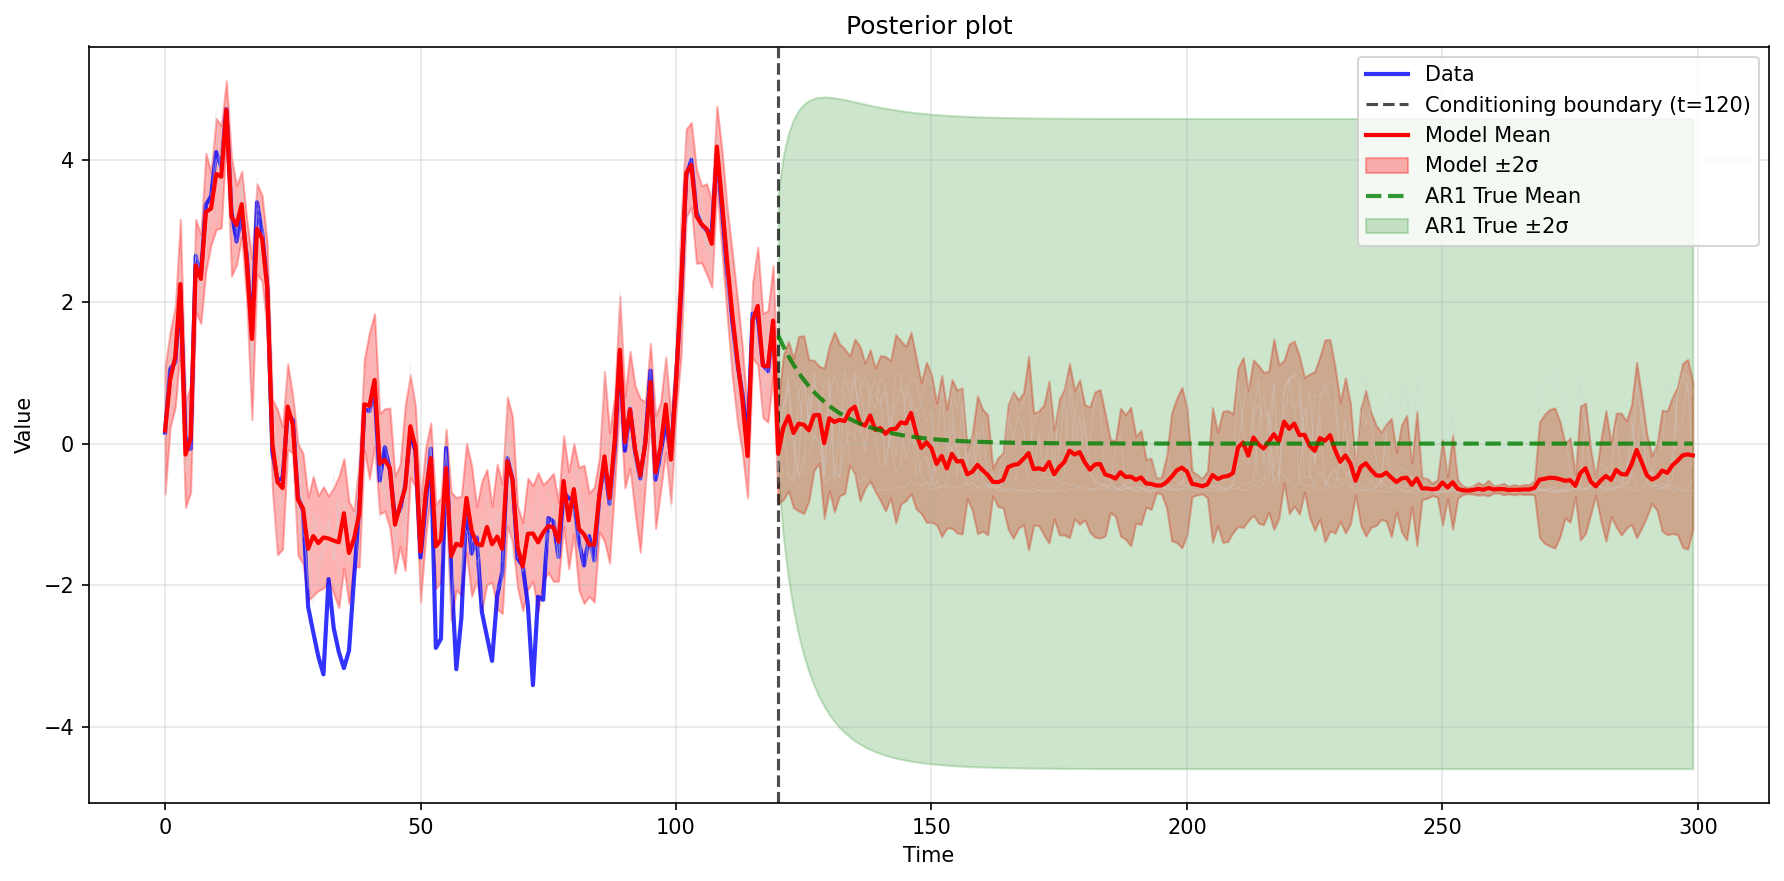 Posterior plot
Data
Conditioning boundary (t=120)
Model Mean
Model ±2σ
AR1 True Mean
AR1 True ±2σ
Value
4
2
0
−2
−4
0
50
100
150
200
250
300
Time